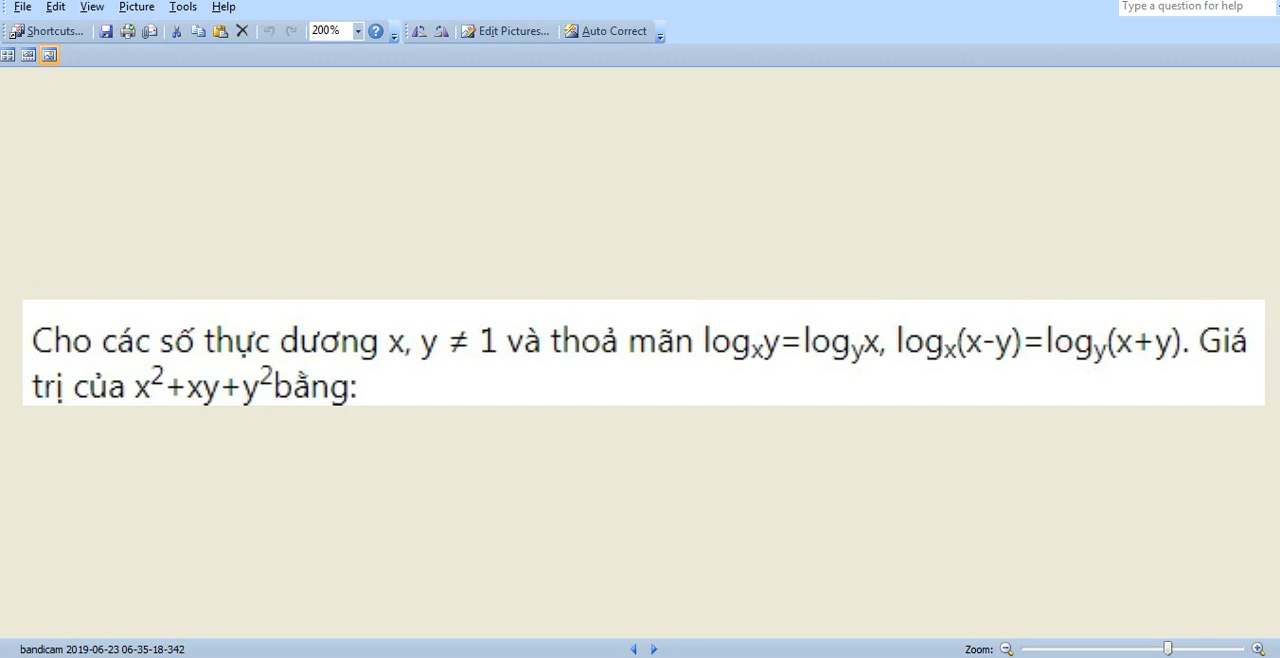 File Edit View Picture Tools Help Type a question for help
Shortcuts... 200% Edit Pictures... Auto Correct
Cho các số thực dương x, y ≠ 1 và thoả mãn logₓy=logᵧx, logₓ(x-y)=logᵧ(x+y). Giá
trị của x²+xy+y²bằng:
bandicam 2019-06-23 06-35-18-342 Zoom: